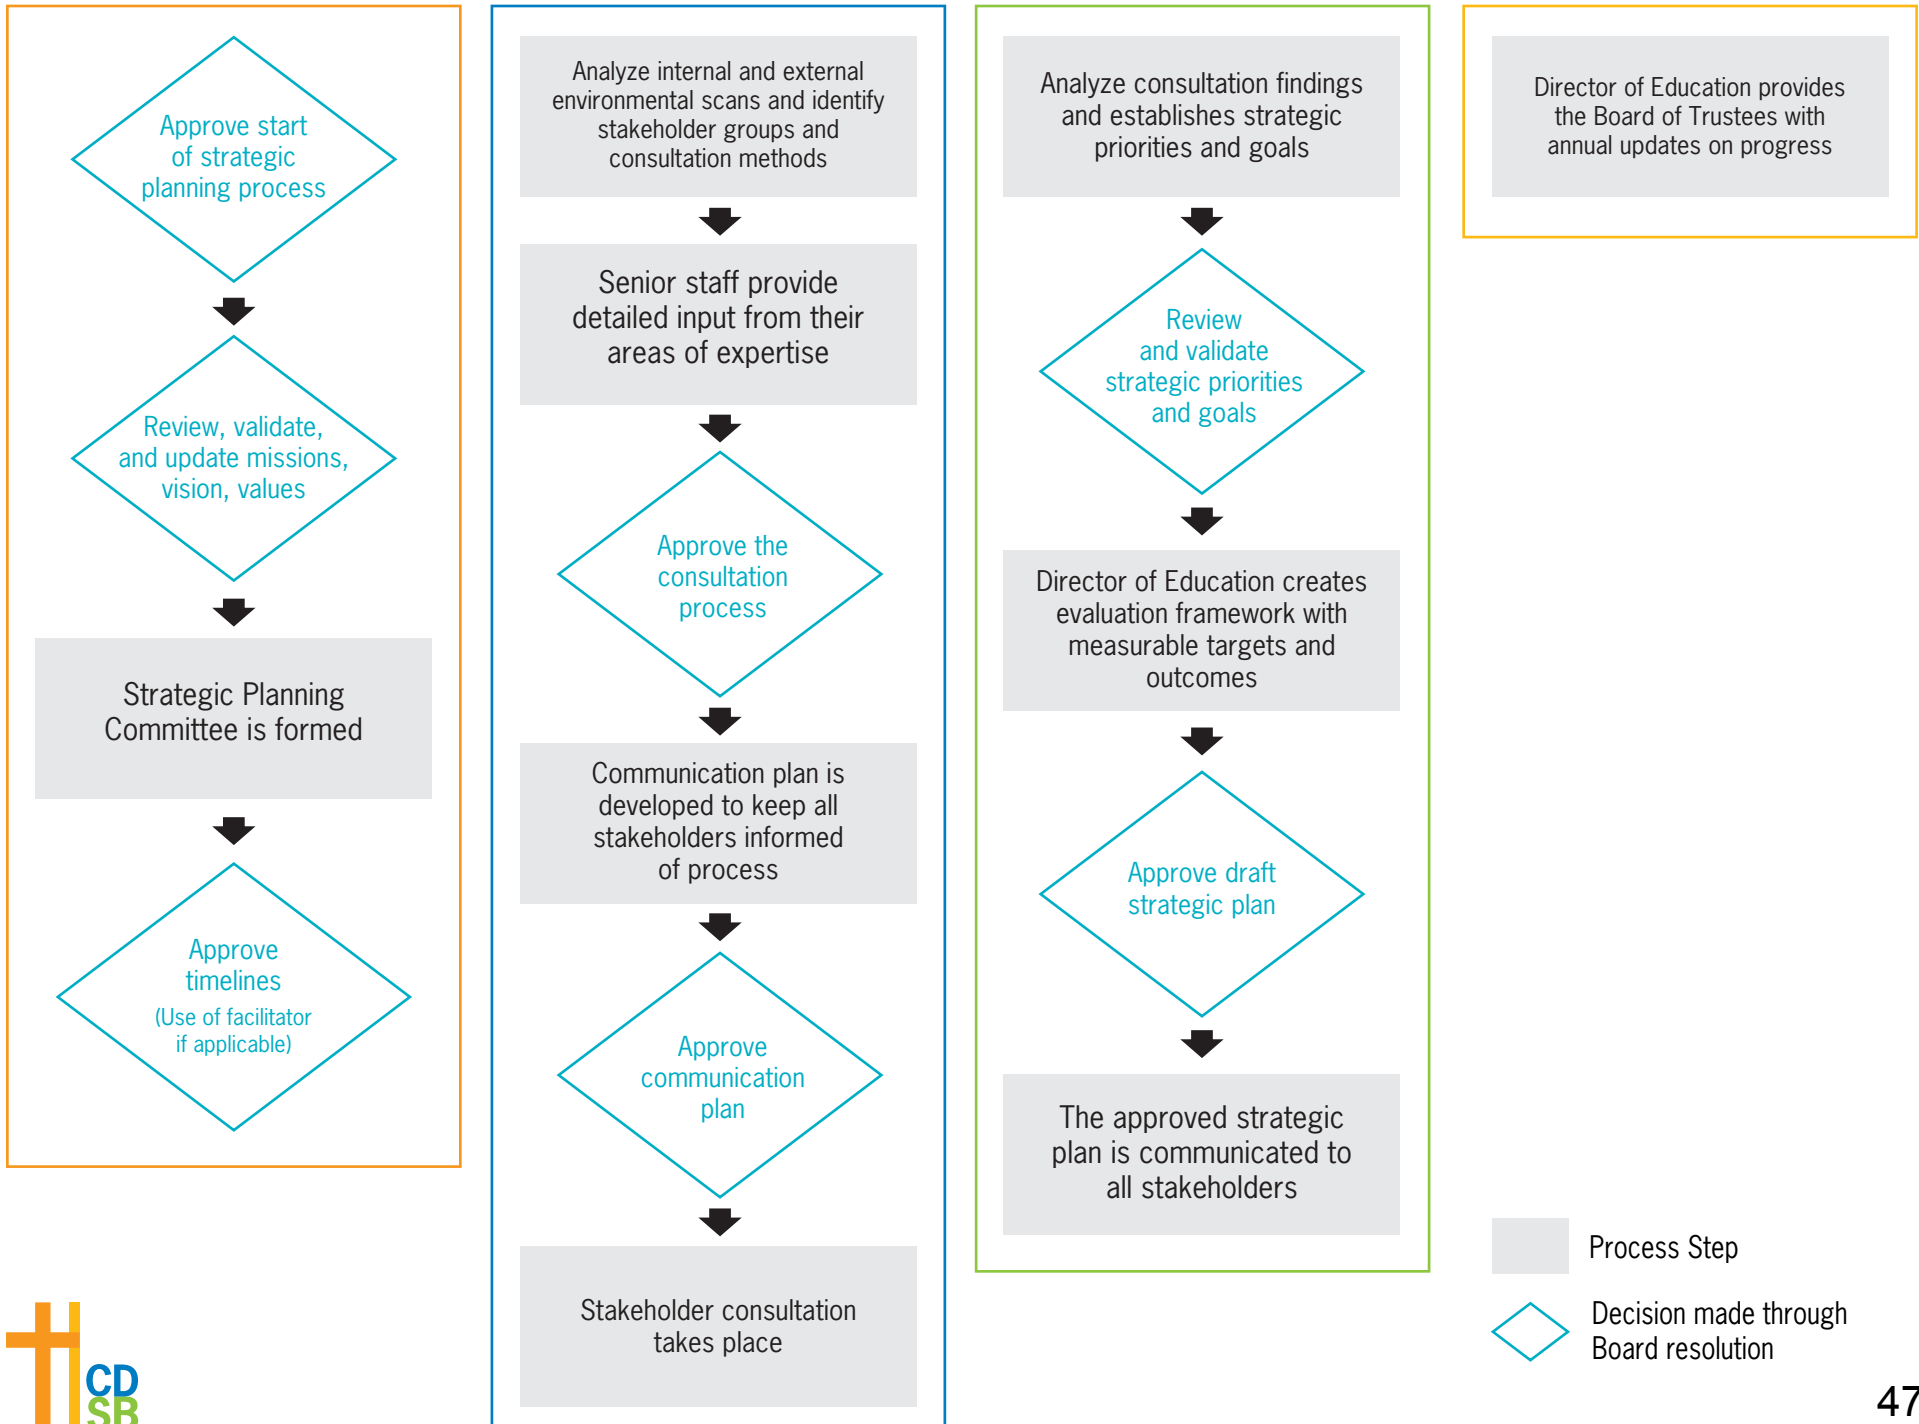 Approve start
of strategic
planning process
Review, validate,
and update missions,
vision, values
Strategic Planning
Committee is formed
Approve
timelines
(Use of facilitator
if applicable)
Analyze internal and external
environmental scans and identify
stakeholder groups and
consultation methods
Senior staff provide
detailed input from their
areas of expertise
Approve the
consultation
process
Communication plan is
developed to keep all
stakeholders informed
of process
Approve
communication
plan
Stakeholder consultation
takes place
Analyze consultation findings
and establishes strategic
priorities and goals
Review
and validate
strategic priorities
and goals
Director of Education creates
evaluation framework with
measurable targets and
outcomes
Approve draft
strategic plan
The approved strategic
plan is communicated to
all stakeholders
Director of Education provides
the Board of Trustees with
annual updates on progress
Process Step
Decision made through
Board resolution
CD
SB
47